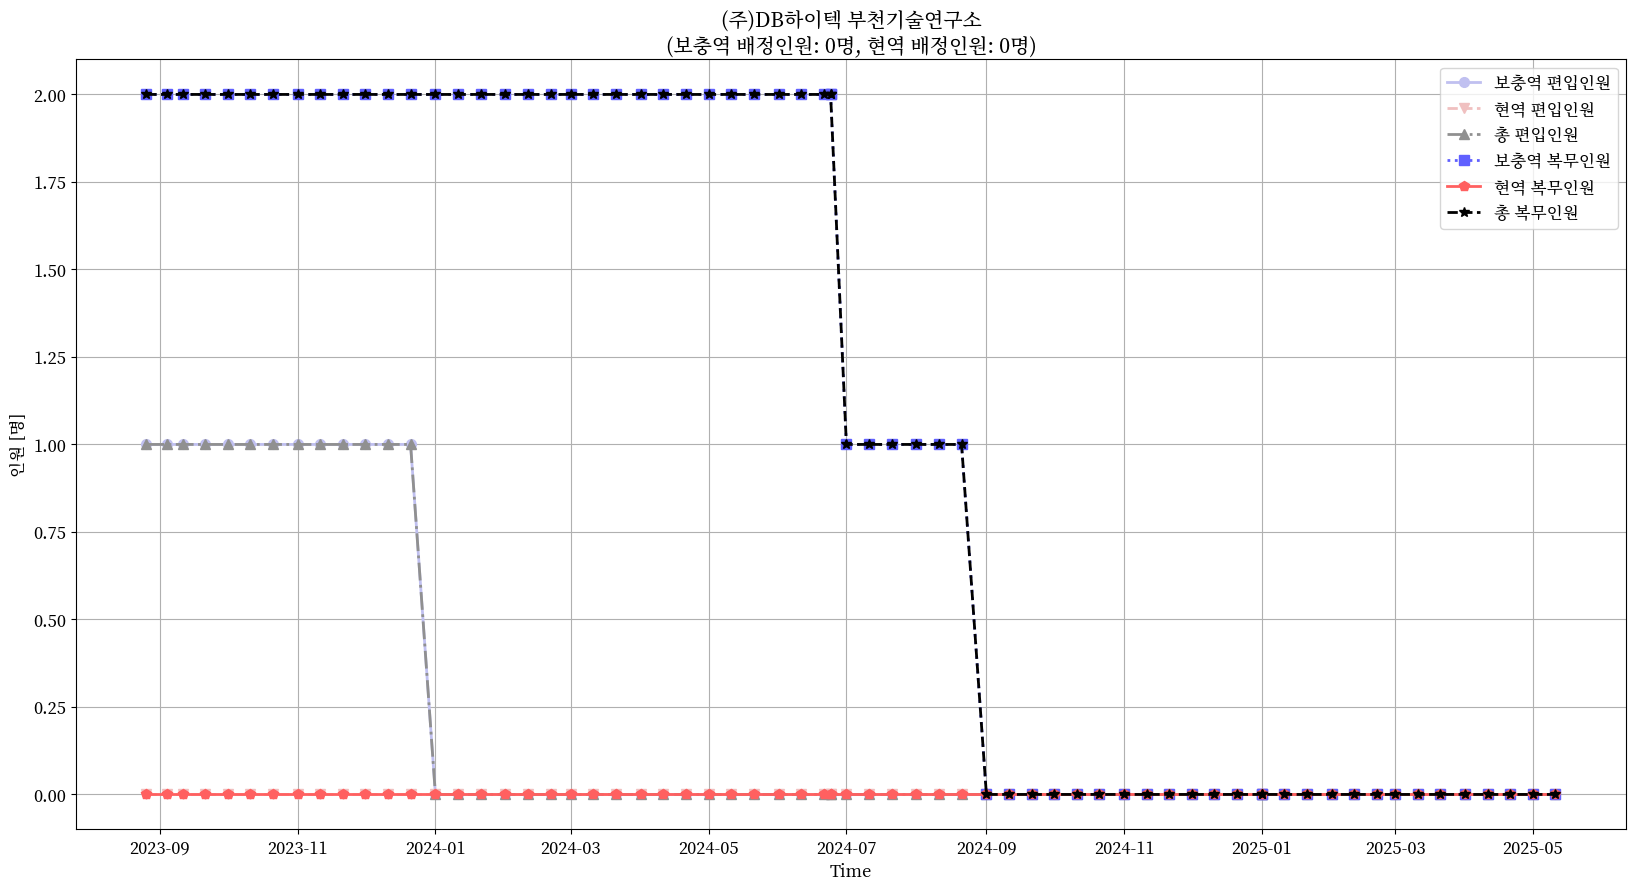 (주)DB하이텍 부천기술연구소
(보충역 배정인원: 0명, 현역 배정인원: 0명)
보충역 편입인원
현역 편입인원
총 편입인원
보충역 복무인원
현역 복무인원
총 복무인원
인원 [명]
2.00
1.75
1.50
1.25
1.00
0.75
0.50
0.25
0.00
2023-09 2023-11 2024-01 2024-03 2024-05 2024-07 2024-09 2024-11 2025-01 2025-03 2025-05
Time